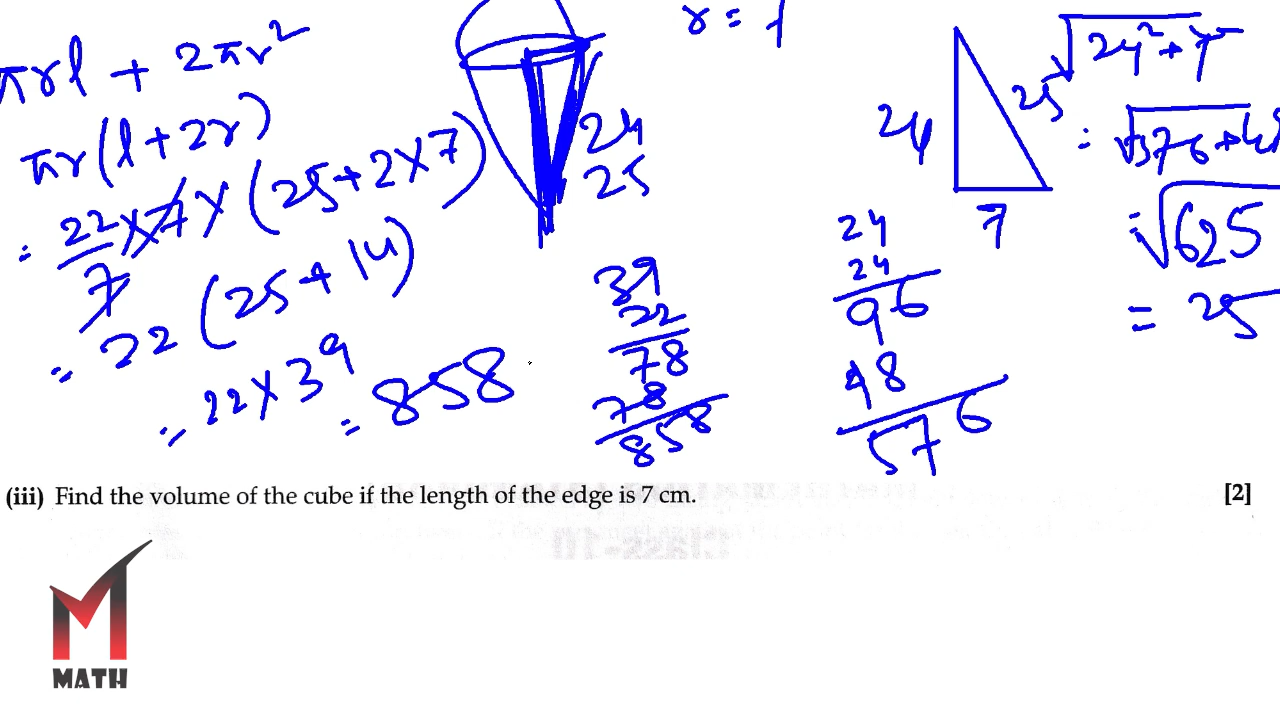 πrl + 2πr²
πr(l+2r)
= 22/7 × 7 × (25+2×7)
= 22 (25+14)
= 22×39 = 858
24
25
39
22
78
78
858
r =
24
25
7
√24²+7²
= √576+49
= √625
= 25
24
24
96
48
576
(iii) Find the volume of the cube if the length of the edge is 7 cm. [2]
MATH